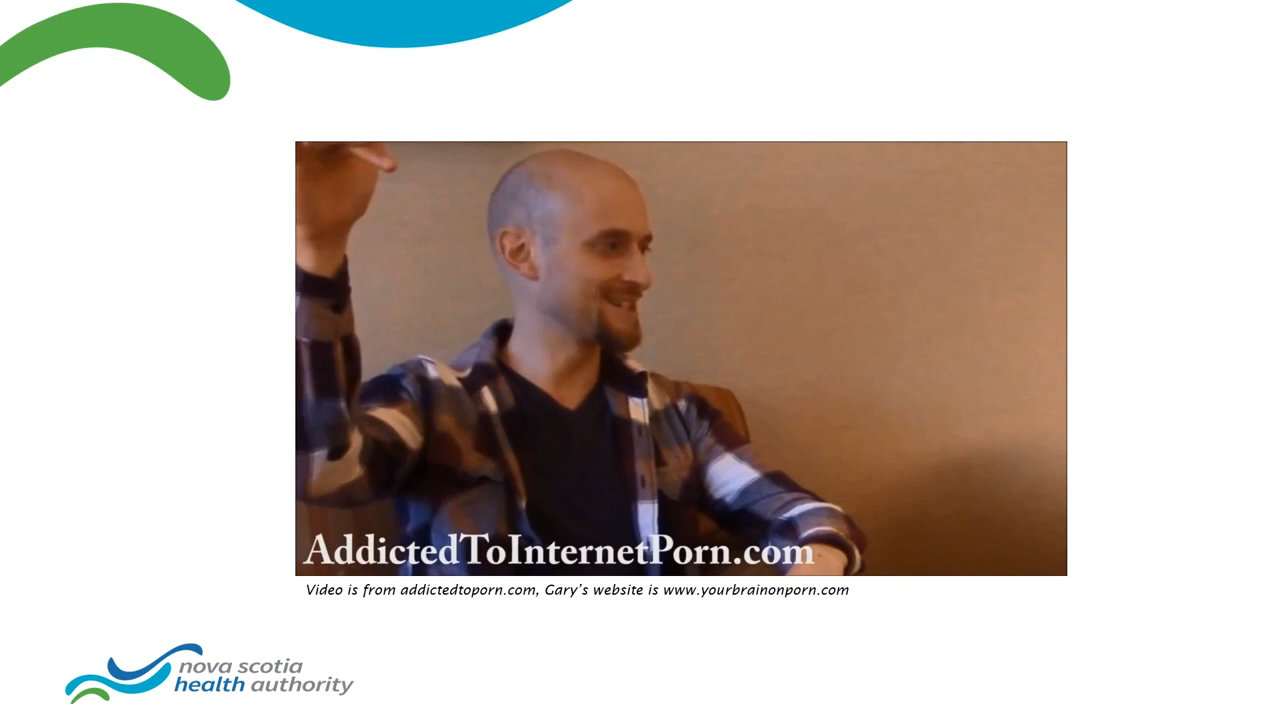 AddictedToInternetPorn.com
Video is from addictedtoporn.com, Gary's website is www.yourbrainonporn.com
nova scotia
health authority